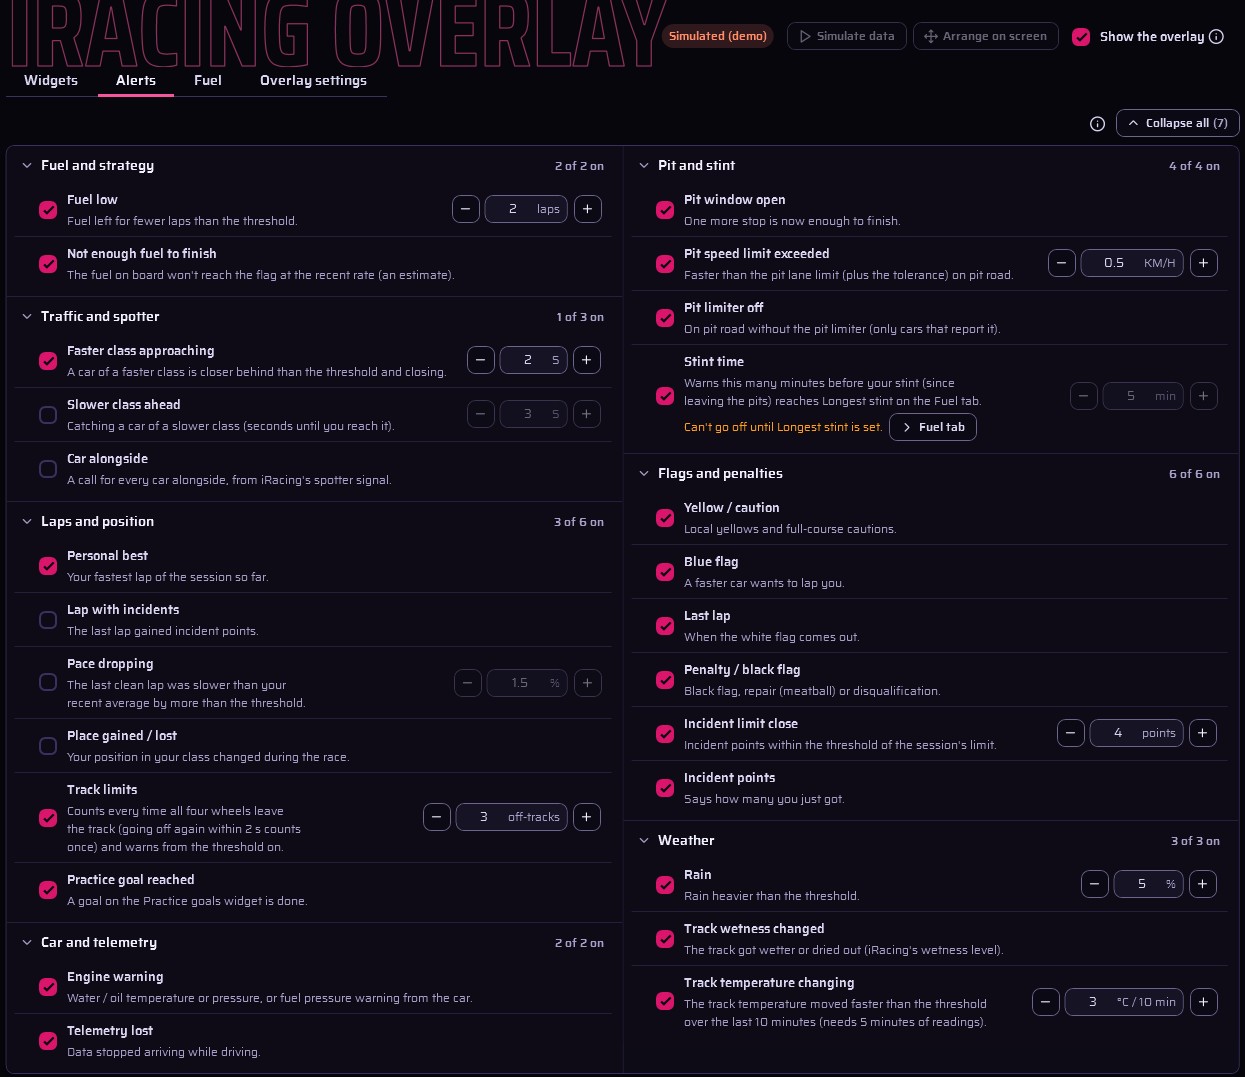 IRACING OVERLAY
Simulated (demo)
Simulate data
Arrange on screen
Show the overlay
Widgets
Alerts
Fuel
Overlay settings
Collapse all (7)
Fuel and strategy
2 of 2 on
Fuel low
Fuel left for fewer laps than the threshold.
2 laps
Not enough fuel to finish
The fuel on board won't reach the flag at the recent rate (an estimate).
Traffic and spotter
1 of 3 on
Faster class approaching
A car of a faster class is closer behind than the threshold and closing.
2 S
Slower class ahead
Catching a car of a slower class (seconds until you reach it).
3 S
Car alongside
A call for every car alongside, from iRacing's spotter signal.
Laps and position
3 of 6 on
Personal best
Your fastest lap of the session so far.
Lap with incidents
The last lap gained incident points.
Pace dropping
The last clean lap was slower than your
recent average by more than the threshold.
1.5 %
Place gained / lost
Your position in your class changed during the race.
Track limits
Counts every time all four wheels leave
the track (going off again within 2 s counts
once) and warns from the threshold on.
3 off-tracks
Practice goal reached
A goal on the Practice goals widget is done.
Car and telemetry
2 of 2 on
Engine warning
Water / oil temperature or pressure, or fuel pressure warning from the car.
Telemetry lost
Data stopped arriving while driving.
Pit and stint
4 of 4 on
Pit window open
One more stop is now enough to finish.
Pit speed limit exceeded
Faster than the pit lane limit (plus the tolerance) on pit road.
0.5 KM/H
Pit limiter off
On pit road without the pit limiter (only cars that report it).
Stint time
Warns this many minutes before your stint (since
leaving the pits) reaches Longest stint on the Fuel tab.
5 min
Can't go off until Longest stint is set.
Fuel tab
Flags and penalties
6 of 6 on
Yellow / caution
Local yellows and full-course cautions.
Blue flag
A faster car wants to lap you.
Last lap
When the white flag comes out.
Penalty / black flag
Black flag, repair (meatball) or disqualification.
Incident limit close
Incident points within the threshold of the session's limit.
4 points
Incident points
Says how many you just got.
Weather
3 of 3 on
Rain
Rain heavier than the threshold.
5 %
Track wetness changed
The track got wetter or dried out (iRacing's wetness level).
Track temperature changing
The track temperature moved faster than the threshold
over the last 10 minutes (needs 5 minutes of readings).
3 °C / 10 min